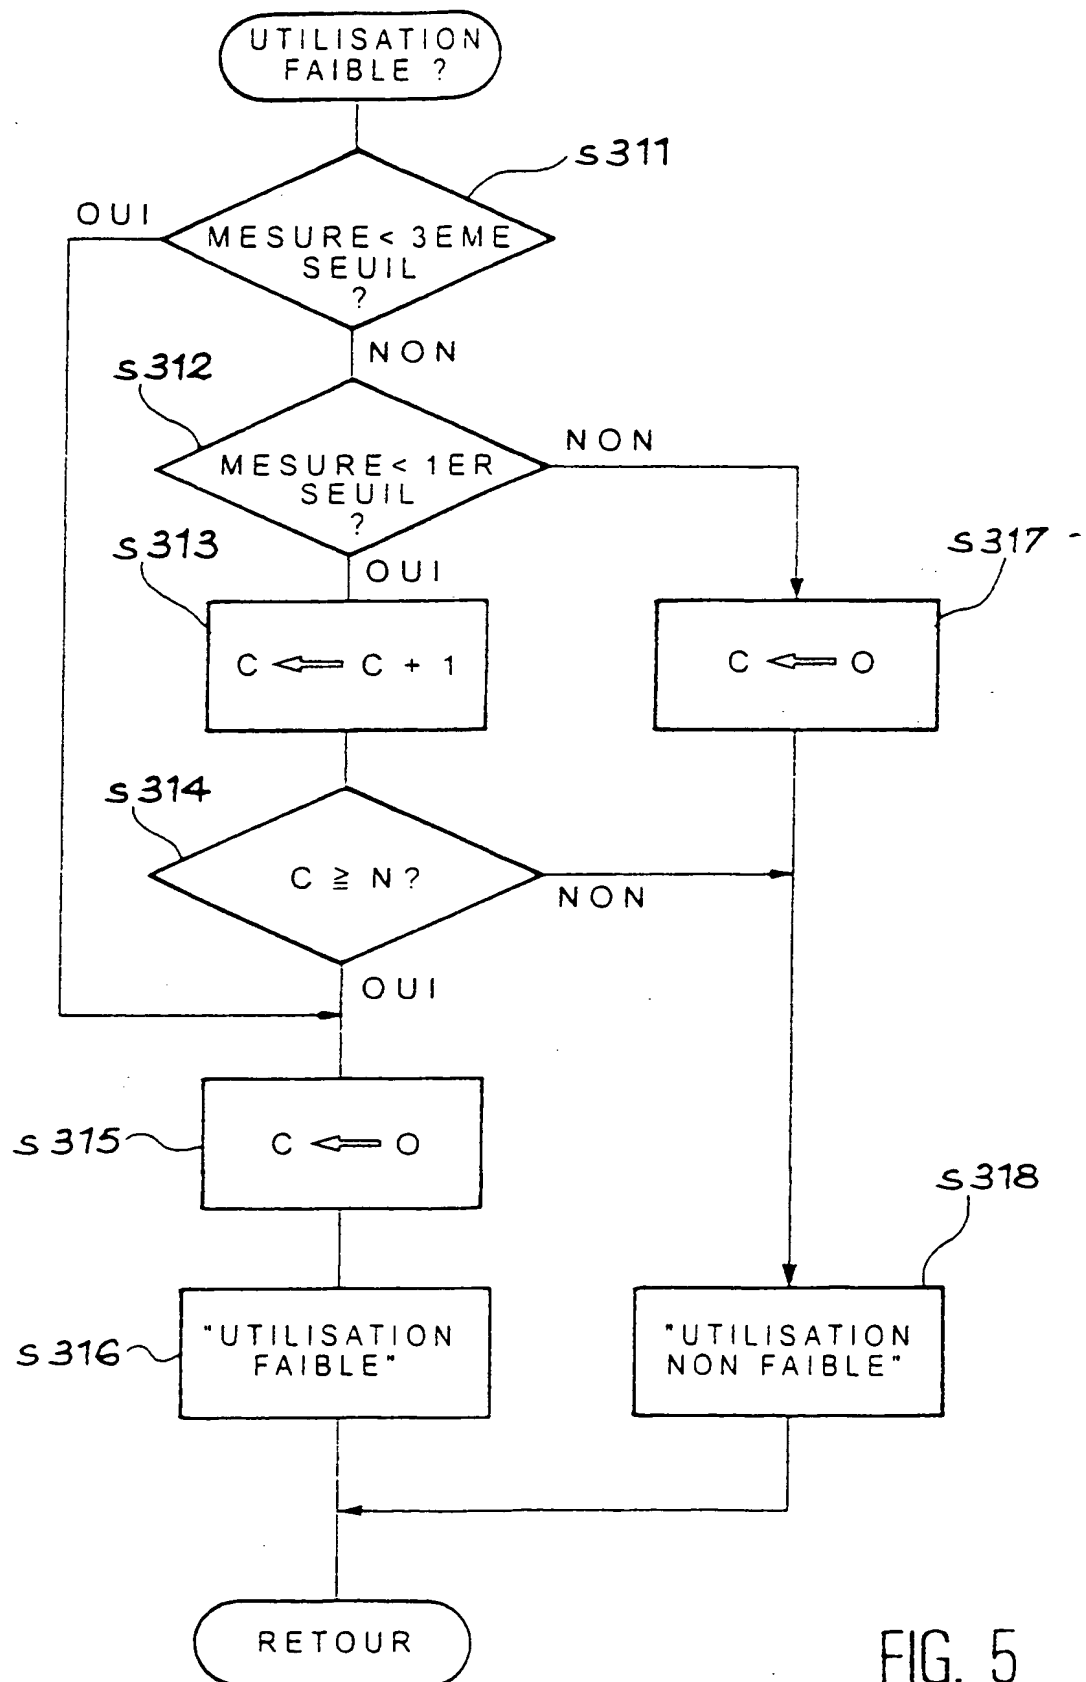 UTILISATION
FAIBLE ?
s311
OUI
MESURE< 3EME
SEUIL
?
NON
s312
NON
MESURE< 1ER
SEUIL
?
s313
OUI
s317
C ⇐ C + 1
C ⇐ O
s314
C ≧ N?
NON
OUI
s315
C ⇐ O
s318
s316
"UTILISATION
FAIBLE"
"UTILISATION
NON FAIBLE"
RETOUR
FIG. 5